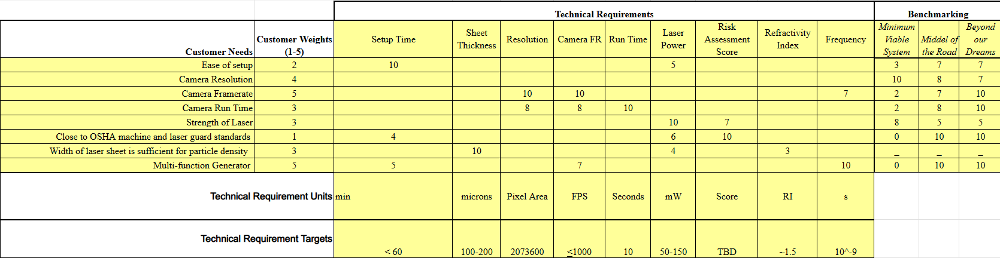 Technical Requirements Benchmarking
Customer Needs Customer Weights (1-5) Setup Time Sheet Thickness Resolution Camera FR Run Time Laser Power Risk Assessment Score Refractivity Index Frequency Minimum Viable System Middel of the Road Beyond our Dreams
Ease of setup 2 10 5 3 7 7
Camera Resolution 4 10 8 7
Camera Framerate 5 10 10 7 2 7 10
Camera Run Time 3 8 8 10 2 8 10
Strength of Laser 3 10 7 8 5 5
Close to OSHA machine and laser guard standards 1 4 6 10 0 10 10
Width of laser sheet is sufficient for particle density 3 10 4 3 _ _ _
Multi-function Generator 5 5 7 10 0 10 10
Technical Requirement Units min microns Pixel Area FPS Seconds mW Score RI s
Technical Requirement Targets < 60 100-200 2073600 ≤1000 10 50-150 TBD ~1.5 10^-9